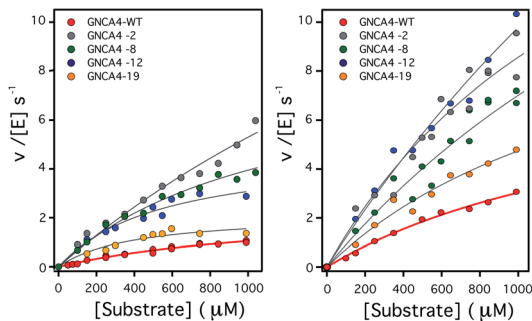 GNCA4-WT
GNCA4 -2
GNCA4 -8
GNCA4 -12
GNCA4-19
10
8
6
4
2
0
v /[E] s⁻¹
0 200 400 600 800 1000
[Substrate] ( μM)
GNCA4-WT
GNCA4 -2
GNCA4 -8
GNCA4 -12
GNCA4-19
10
8
6
4
2
0
v /[E] s⁻¹
0 200 400 600 800 1000
[Substrate] ( μM)